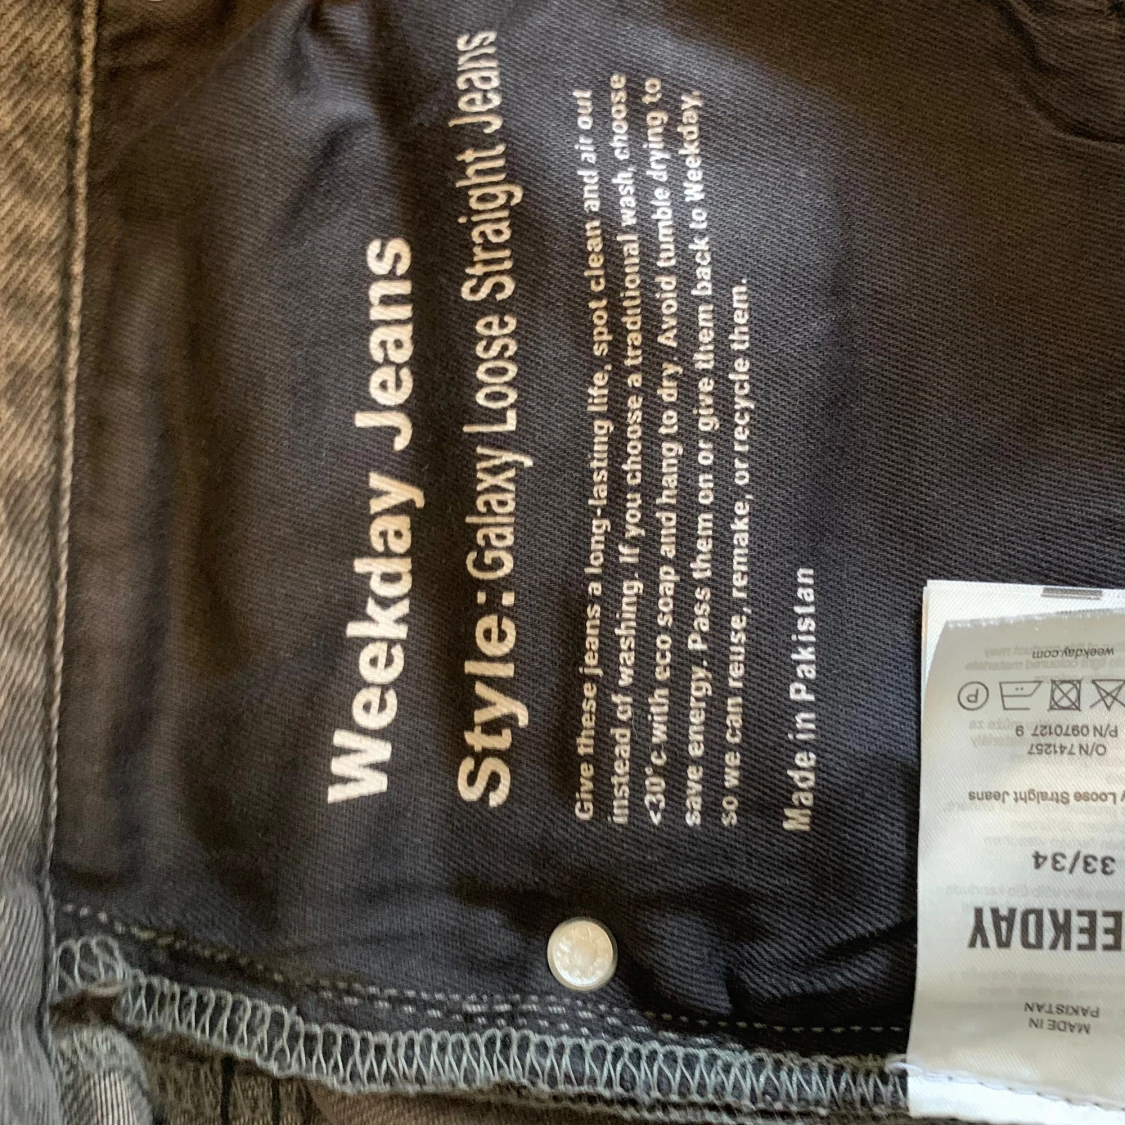 Weekday Jeans
Style: Galaxy Loose Straight Jeans
Give these jeans a long-lasting life, spot clean and air out
instead of washing. If you choose a traditional wash, choose
<30°c with eco soap and hang to dry. Avoid tumble drying to
save energy. Pass them on or give them back to Weekday,
so we can reuse, remake, or recycle them.
Made in Pakistan
MADE IN
PAKISTAN
EEKDAY
33/34
Loose Straight Jeans
O/N 741257
P/N 0970127 9
P
weekday.com